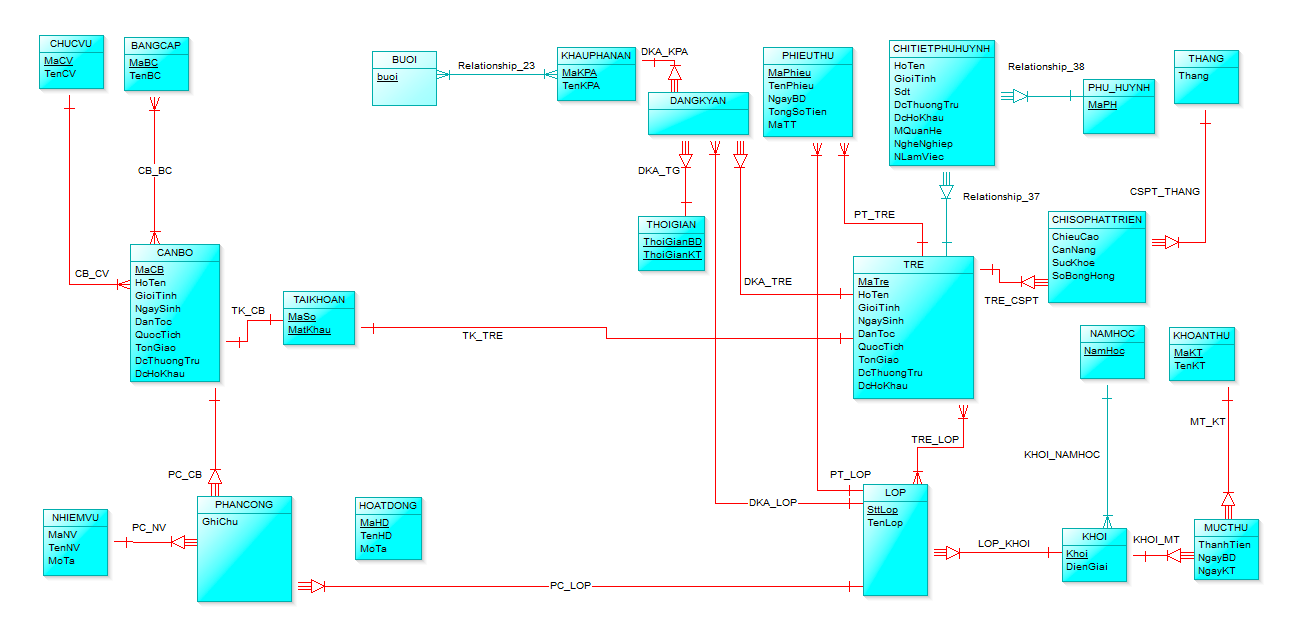 CHUCVU
MaCV
TenCV
BANGCAP
MaBC
TenBC
BUOI
buoi
Relationship_23
KHAUPHANAN
MaKPA
TenKPA
DKA_KPA
DANGKYAN
PHIEUTHU
MaPhieu
TenPhieu
NgayBD
TongSoTien
MaTT
CHITIETPHUHUYNH
HoTen
GioiTinh
Sdt
DcThuongTru
DcHoKhau
MQuanHe
NgheNghiep
NLamViec
Relationship_38
PHU_HUYNH
MaPH
THANG
Thang
CB_BC
DKA_TG
THOIGIAN
ThoiGianBD
ThoiGianKT
PT_TRE
Relationship_37
CSPT_THANG
CHISOPHATTRIEN
ChieuCao
CanNang
SucKhoe
SoBongHong
CB_CV
CANBO
MaCB
HoTen
GioiTinh
NgaySinh
DanToc
QuocTich
TonGiao
DcThuongTru
DcHoKhau
TK_CB
TAIKHOAN
MaSo
MatKhau
TK_TRE
DKA_TRE
TRE
MaTre
HoTen
GioiTinh
NgaySinh
DanToc
QuocTich
TonGiao
DcThuongTru
DcHoKhau
TRE_CSPT
NAMHOC
NamHoc
KHOANTHU
MaKT
TenKT
MT_KT
KHOI_NAMHOC
TRE_LOP
PT_LOP
DKA_LOP
PC_CB
NHIEMVU
MaNV
TenNV
MoTa
PC_NV
PHANCONG
GhiChu
HOATDONG
MaHD
TenHD
MoTa
PC_LOP
LOP
SttLop
TenLop
LOP_KHOI
KHOI
Khoi
DienGiai
KHOI_MT
MUCTHU
ThanhTien
NgayBD
NgayKT